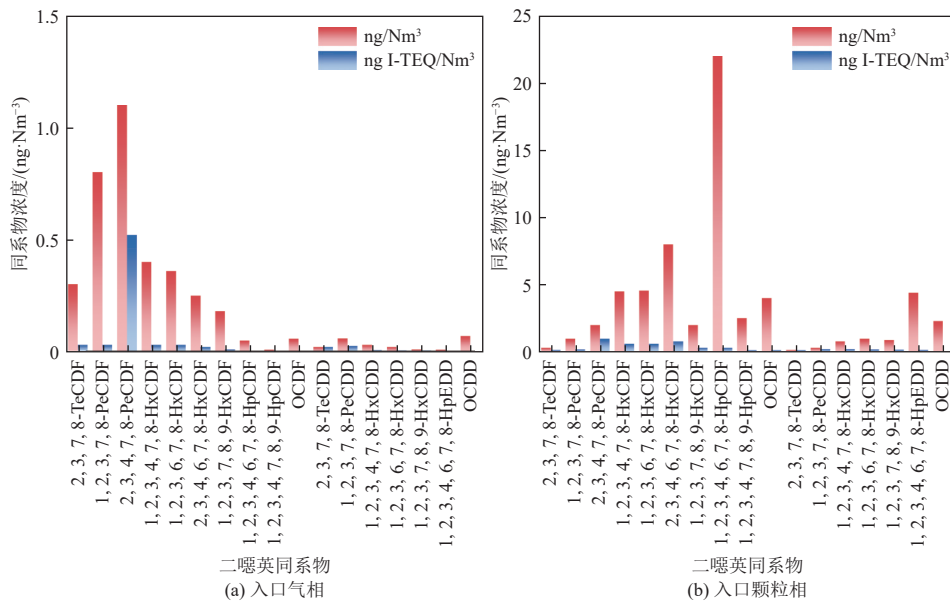 1.5
1.0
0.5
0
同系物浓度/(ng·Nm⁻³)
ng/Nm³
ng I-TEQ/Nm³
2, 3, 7, 8-TeCDF
1, 2, 3, 7, 8-PeCDF
2, 3, 4, 7, 8-PeCDF
1, 2, 3, 4, 7, 8-HxCDF
1, 2, 3, 6, 7, 8-HxCDF
2, 3, 4, 6, 7, 8-HxCDF
1, 2, 3, 7, 8, 9-HxCDF
1, 2, 3, 4, 6, 7, 8-HpCDF
1, 2, 3, 4, 7, 8, 9-HpCDF
OCDF
2, 3, 7, 8-TeCDD
1, 2, 3, 7, 8-PeCDD
1, 2, 3, 4, 7, 8-HxCDD
1, 2, 3, 6, 7, 8-HxCDD
1, 2, 3, 7, 8, 9-HxCDD
1, 2, 3, 4, 6, 7, 8-HpEDD
OCDD
二噁英同系物
(a) 入口气相
25
20
15
10
5
0
同系物浓度/(ng·Nm⁻³)
ng/Nm³
ng I-TEQ/Nm³
2, 3, 7, 8-TeCDF
1, 2, 3, 7, 8-PeCDF
2, 3, 4, 7, 8-PeCDF
1, 2, 3, 4, 7, 8-HxCDF
1, 2, 3, 6, 7, 8-HxCDF
2, 3, 4, 6, 7, 8-HxCDF
1, 2, 3, 7, 8, 9-HxCDF
1, 2, 3, 4, 6, 7, 8-HpCDF
1, 2, 3, 4, 7, 8, 9-HpCDF
OCDF
2, 3, 7, 8-TeCDD
1, 2, 3, 7, 8-PeCDD
1, 2, 3, 4, 7, 8-HxCDD
1, 2, 3, 6, 7, 8-HxCDD
1, 2, 3, 7, 8, 9-HxCDD
1, 2, 3, 4, 6, 7, 8-HpEDD
OCDD
二噁英同系物
(b) 入口颗粒相